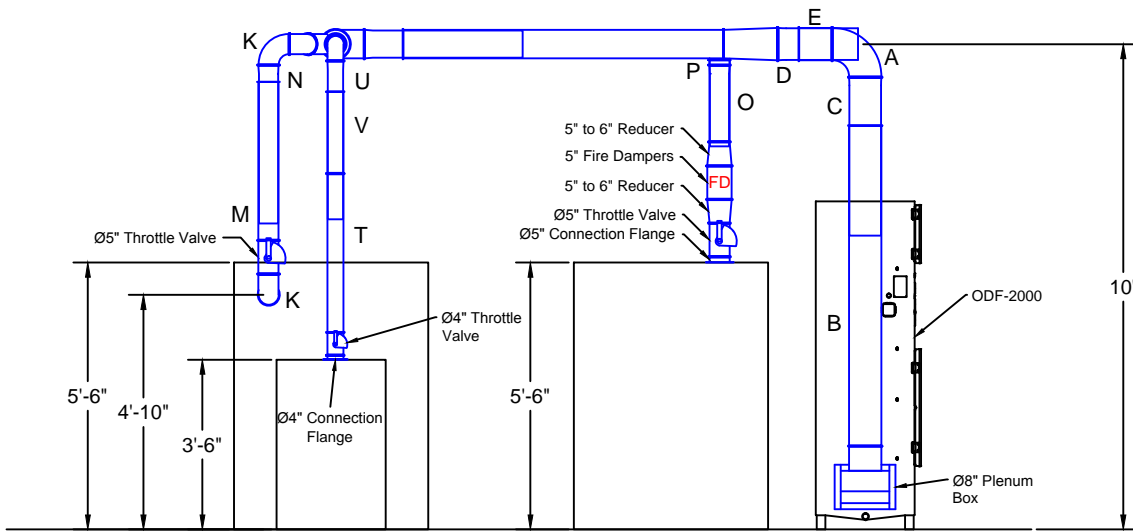 E
K
A
P
D
N
U
C
O
V
5" to 6" Reducer
5" Fire Dampers
FD
5" to 6" Reducer
M
Ø5" Throttle Valve
Ø5" Throttle Valve
T
Ø5" Connection Flange
10'
K
ODF-2000
B
Ø4" Throttle
Valve
5'-6"
4'-10"
5'-6"
3'-6"
Ø4" Connection
Flange
Ø8" Plenum
Box